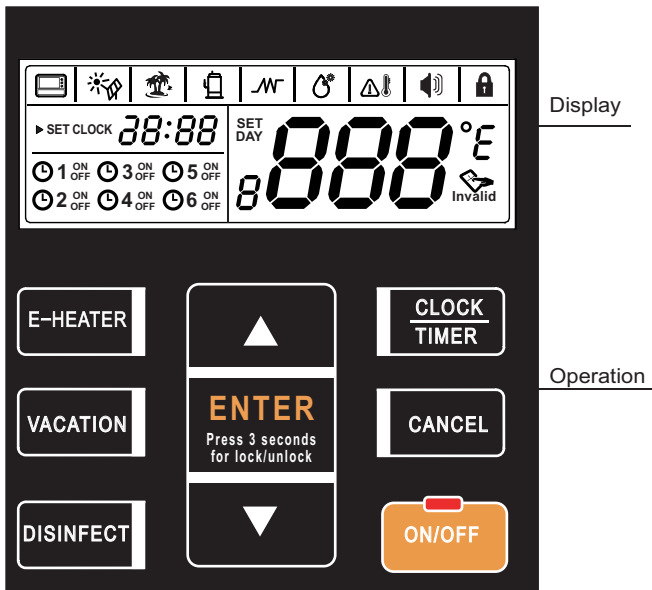 Display
SET CLOCK 38:88
SET DAY
8 888 °E
Invalid
1 ON OFF 3 ON OFF 5 ON OFF
2 ON OFF 4 ON OFF 6 ON OFF
E-HEATER
CLOCK
TIMER
Operation
VACATION
ENTER
Press 3 seconds
for lock/unlock
CANCEL
DISINFECT
ON/OFF